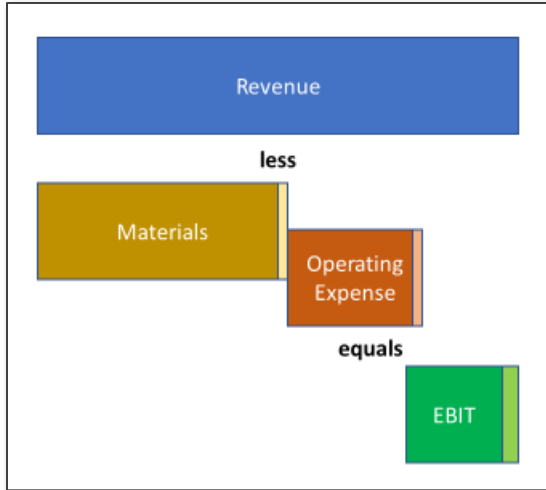 Revenue
less
Materials
Operating
Expense
equals
EBIT